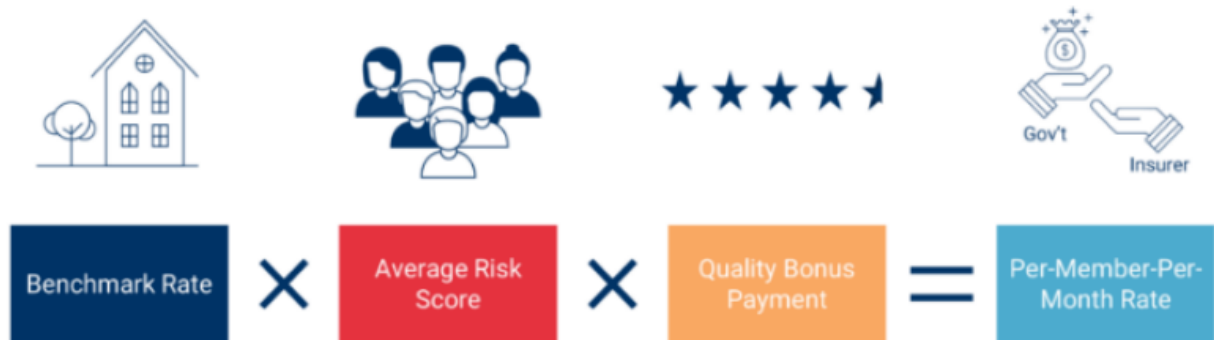 Gov't
Insurer
Benchmark Rate
×
Average Risk
Score
×
Quality Bonus
Payment
=
Per-Member-Per-
Month Rate
$